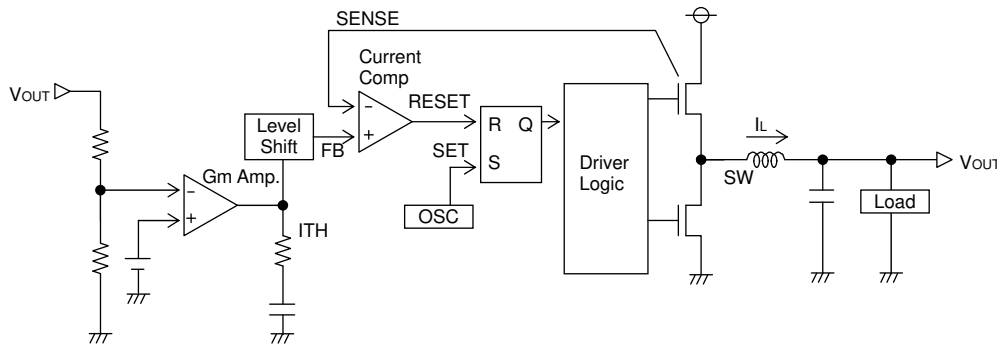 SENSE
Current
Comp
VOUT
RESET
Level
Shift
FB
R Q
S
SET
Gm Amp.
OSC
ITH
Driver
Logic
IL
SW
VOUT
Load
−
+
−
+